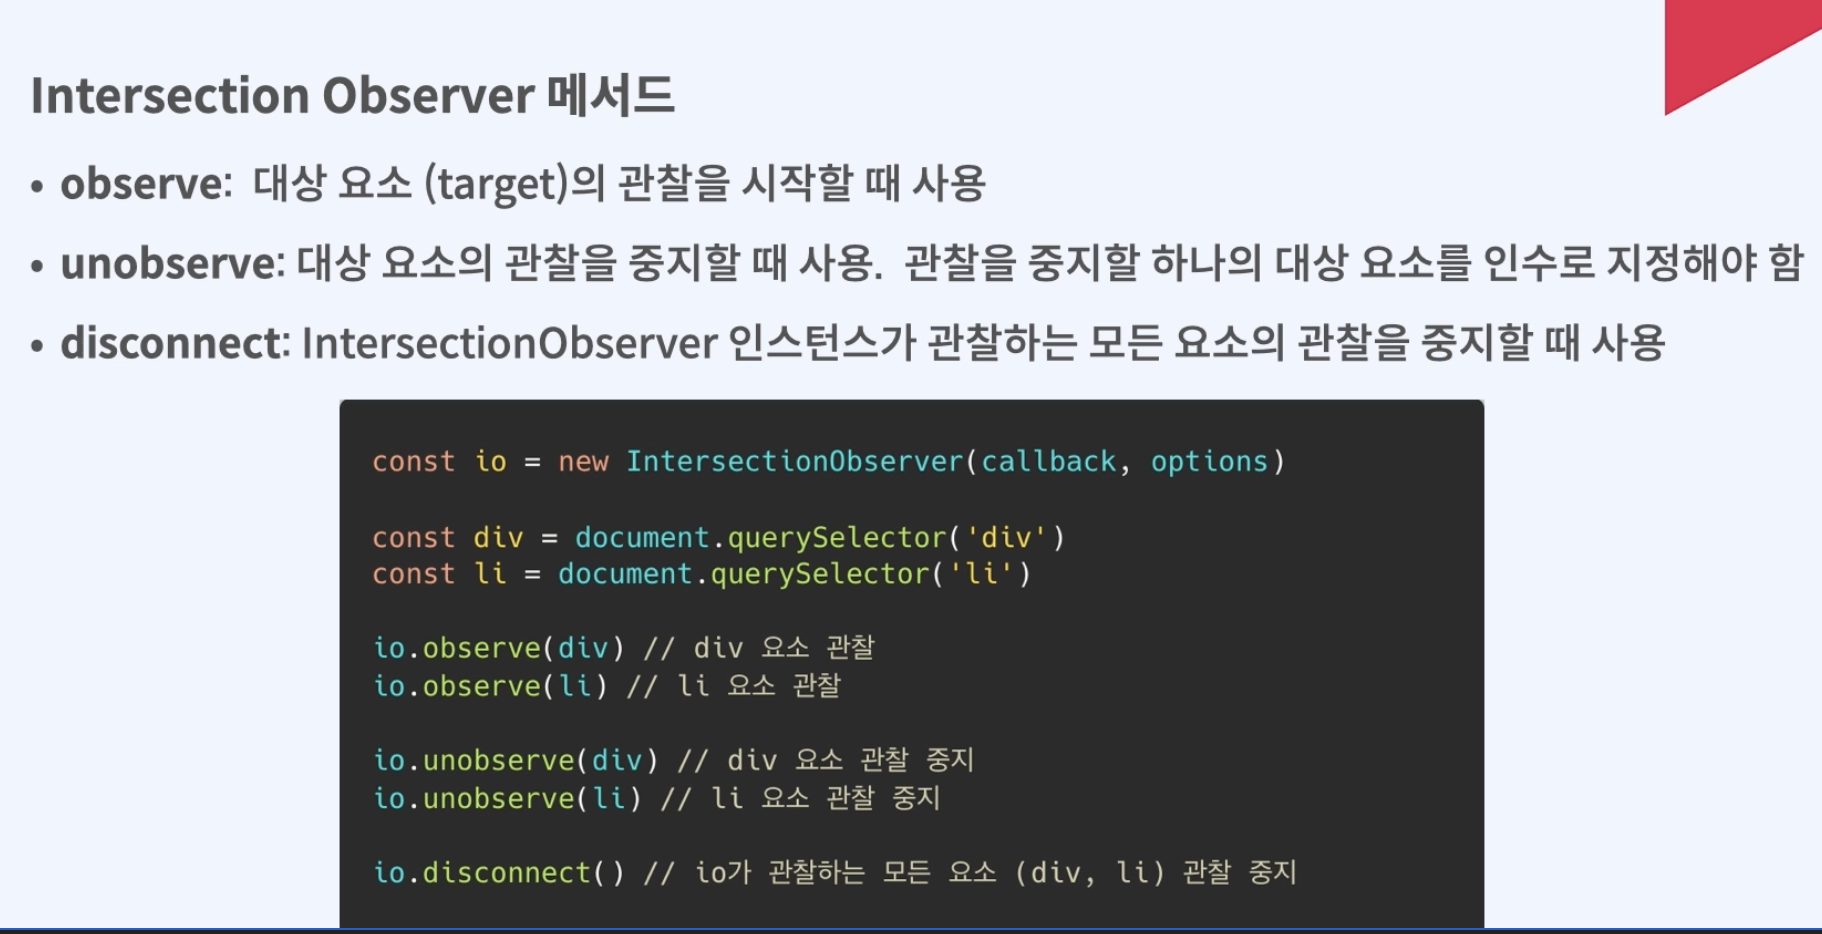 Intersection Observer 메서드
• observe: 대상 요소 (target)의 관찰을 시작할 때 사용
• unobserve: 대상 요소의 관찰을 중지할 때 사용. 관찰을 중지할 하나의 대상 요소를 인수로 지정해야 함
• disconnect: IntersectionObserver 인스턴스가 관찰하는 모든 요소의 관찰을 중지할 때 사용
const io = new IntersectionObserver(callback, options)
const div = document.querySelector('div')
const li = document.querySelector('li')
io.observe(div) // div 요소 관찰
io.observe(li) // li 요소 관찰
io.unobserve(div) // div 요소 관찰 중지
io.unobserve(li) // li 요소 관찰 중지
io.disconnect() // io가 관찰하는 모든 요소 (div, li) 관찰 중지